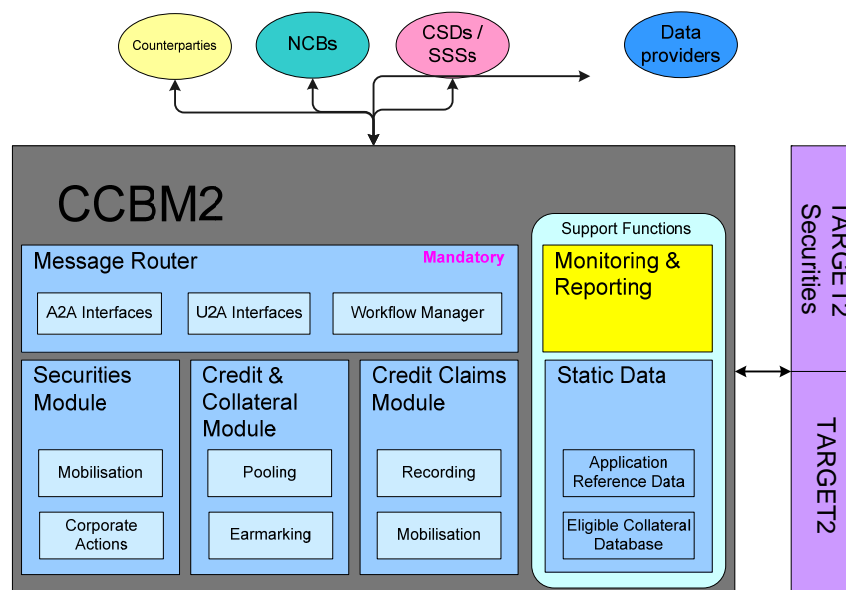 Counterparties
NCBs
CSDs /
SSSs
Data
providers
CCBM2
Support Functions
Message Router
Mandatory
A2A Interfaces
U2A Interfaces
Workflow Manager
Monitoring &
Reporting
Securities
Module
Mobilisation
Corporate
Actions
Credit &
Collateral
Module
Pooling
Earmarking
Credit Claims
Module
Recording
Mobilisation
Static Data
Application
Reference Data
Eligible Collateral
Database
TARGET2
Securities
TARGET2